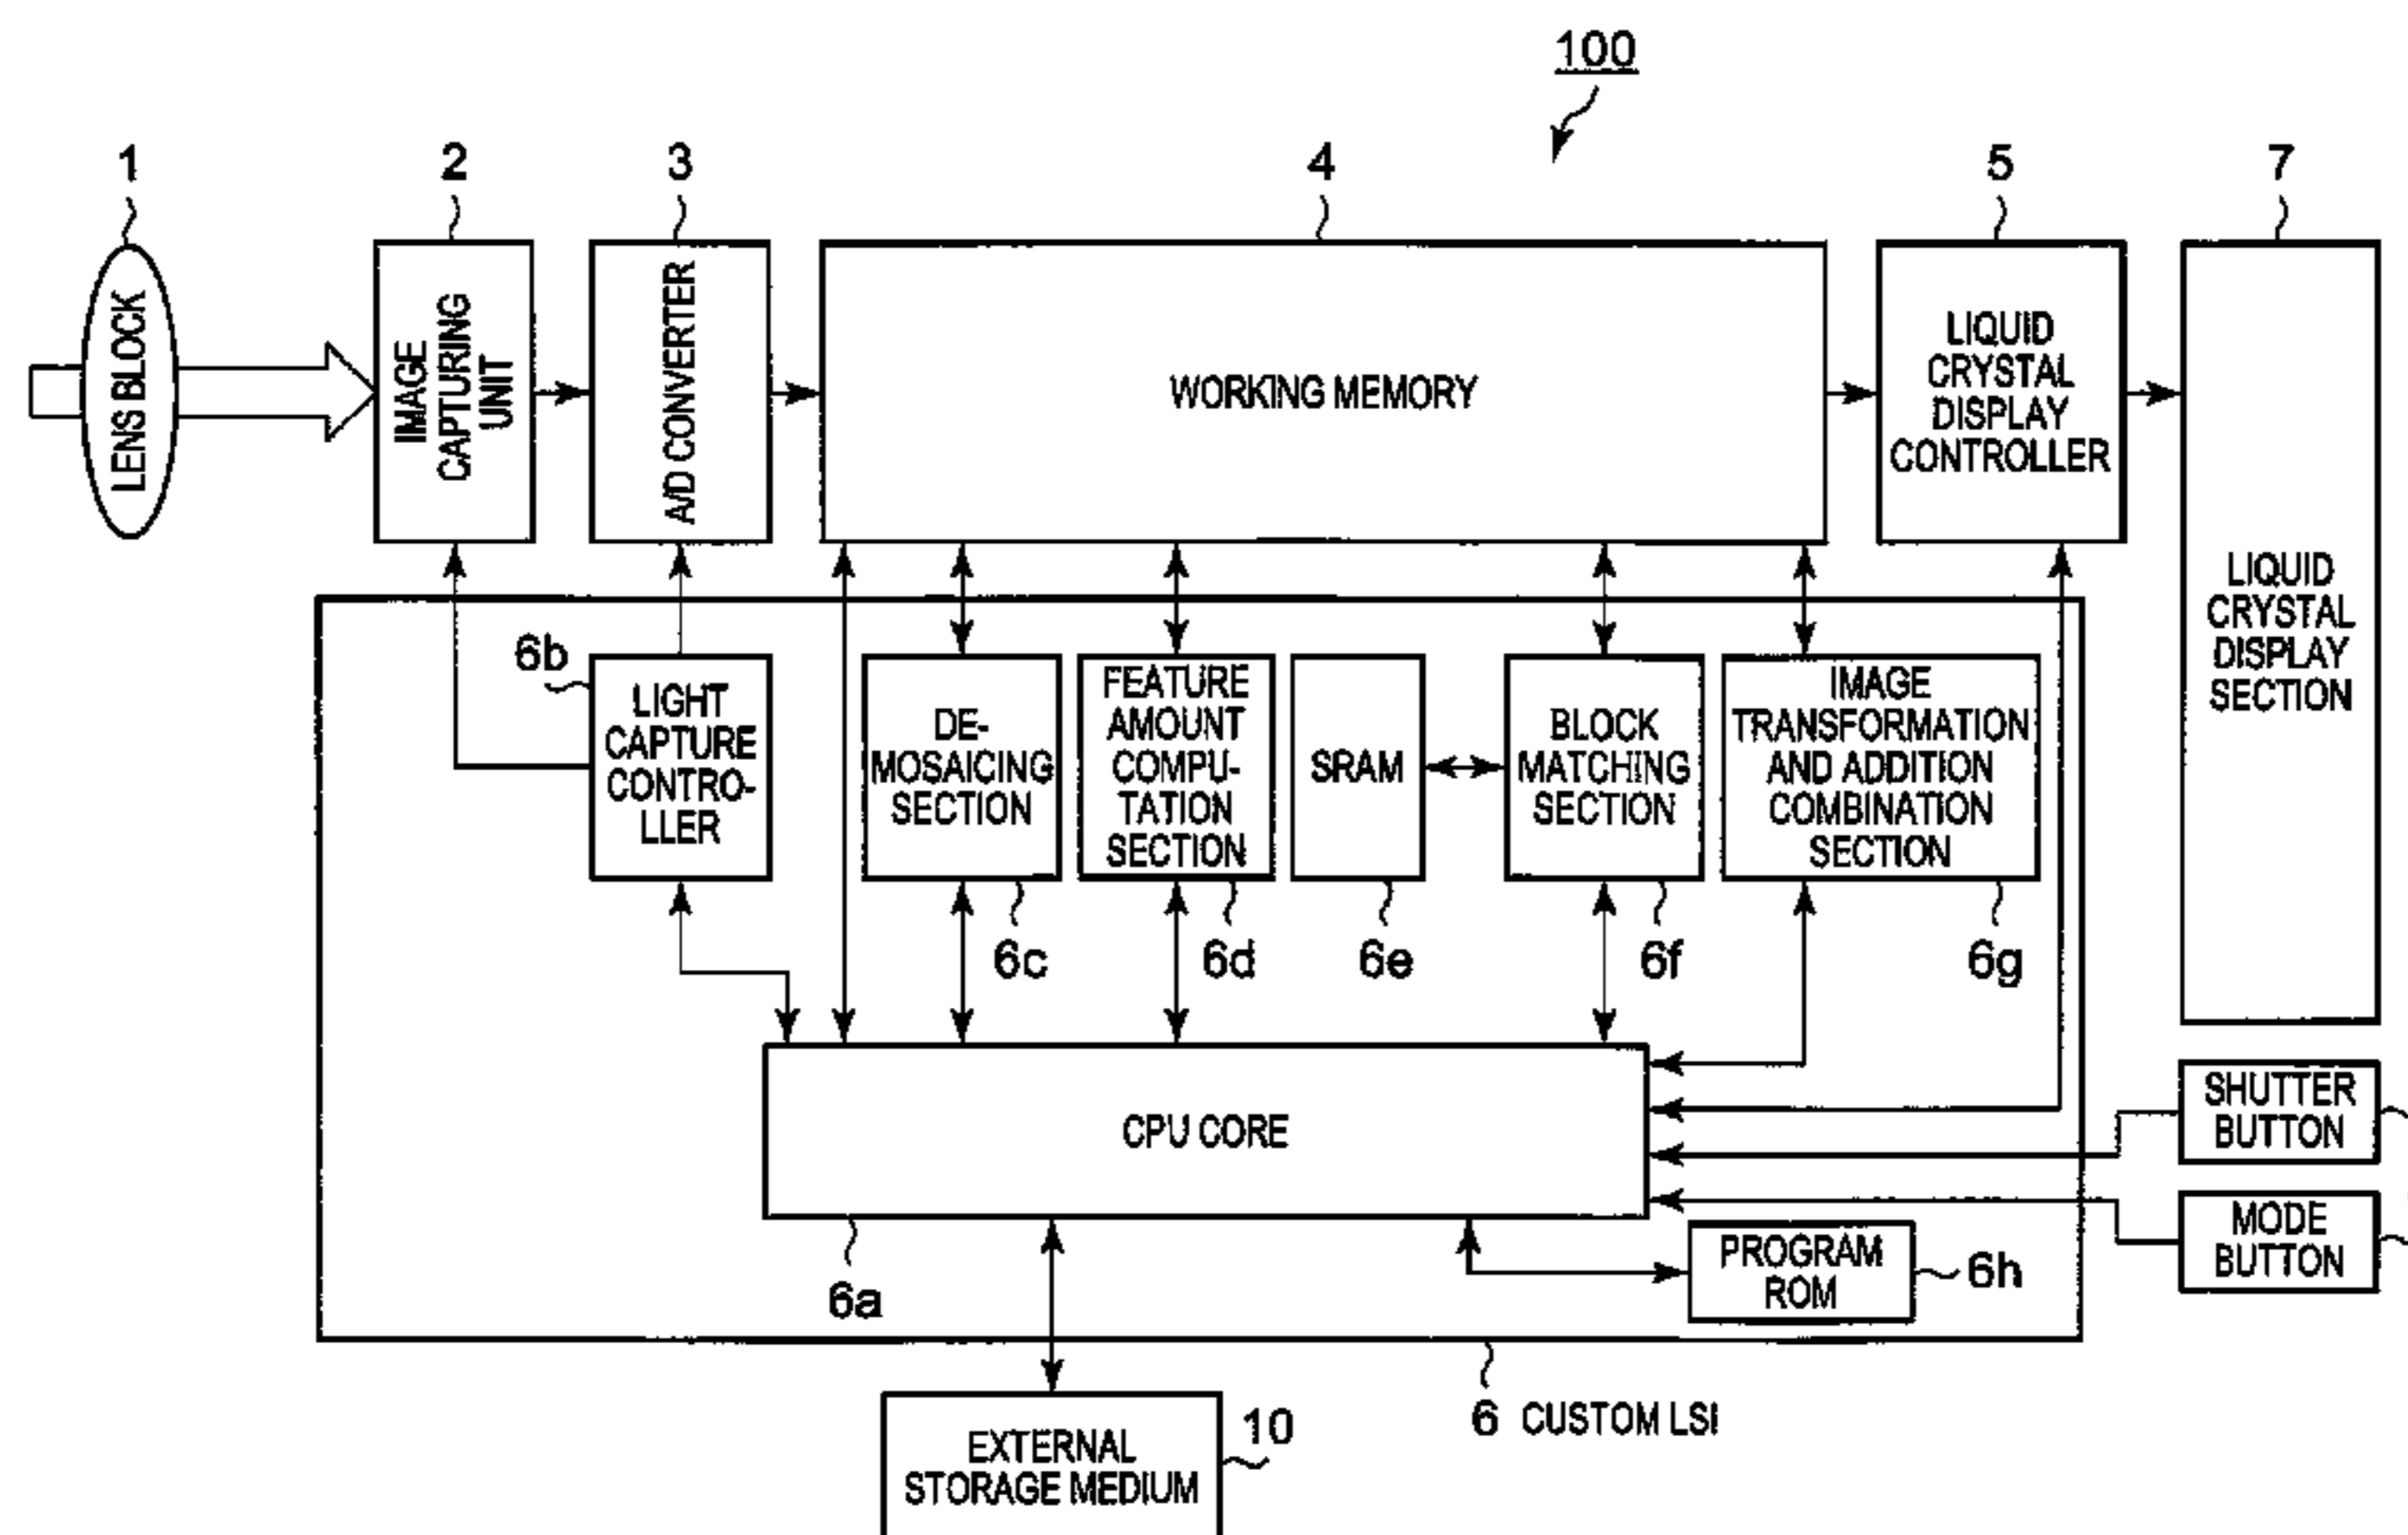 100
1
2
3
4
5
7
LENS BLOCK
IMAGE
CAPTURING
UNIT
A/D CONVERTER
WORKING MEMORY
LIQUID
CRYSTAL
DISPLAY
CONTROLLER
LIQUID
CRYSTAL
DISPLAY
SECTION
6b
LIGHT
CAPTURE
CONTRO-
LLER
DE-
MOSAICING
SECTION
FEATURE
AMOUNT
COMPU-
TATION
SECTION
SRAM
BLOCK
MATCHING
SECTION
IMAGE
TRANSFORMATION
AND ADDITION
COMBINATION
SECTION
6c
6d
6e
6f
6g
CPU CORE
SHUTTER
BUTTON
MODE
BUTTON
6a
PROGRAM
ROM
6h
6 CUSTOM LSI
EXTERNAL
STORAGE MEDIUM
10